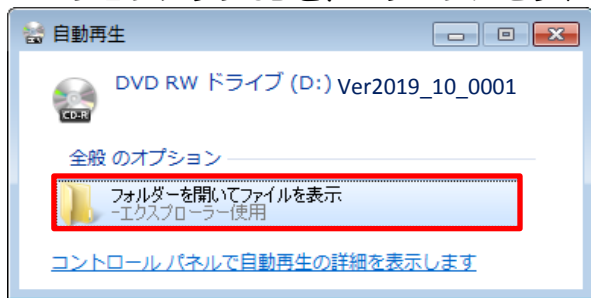 自動再生
DVD RW ドライブ (D:) Ver2019_10_0001
CD-R
全般 のオプション
フォルダーを開いてファイルを表示
-エクスプローラー使用
コントロール パネルで自動再生の詳細を表示します